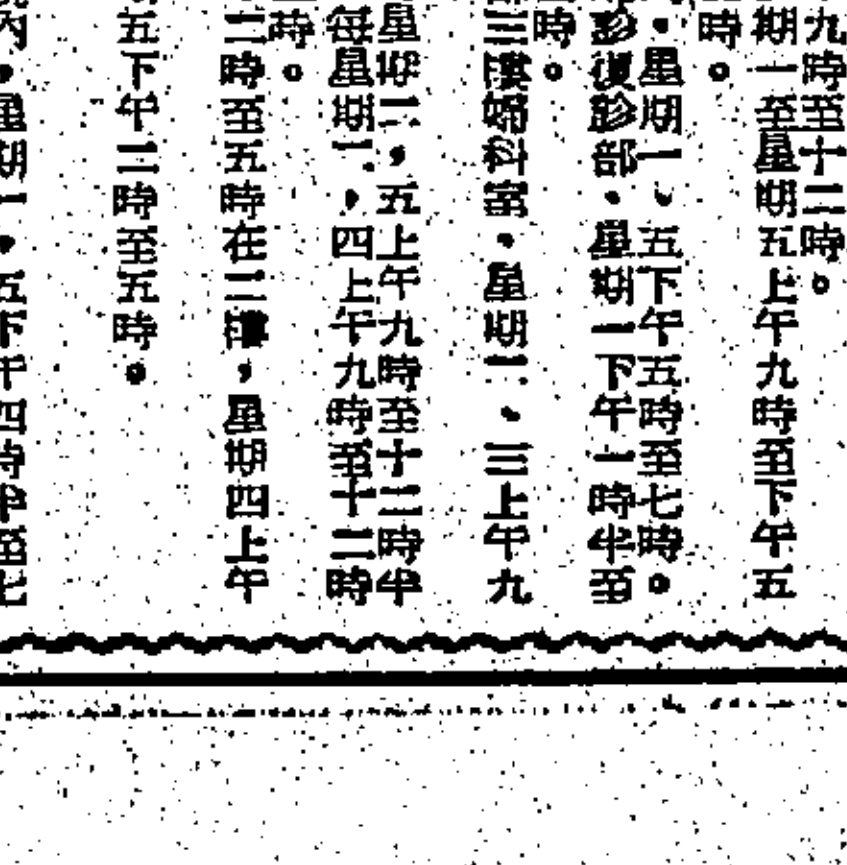 九時至十二時。
期一至星期五上午九時至下午五
時。
・星期一、五下午五時至七時。
診復診部・星期一下午一時半至
時。
三樓婦科室・星期二・三上午九
星期二，五上午九時至十二時半
每星期一，四上午九時至十二時
時。
二時至五時在二樓，星期四上午
五下午二時至五時。
內，星期一，五下午四時半至七